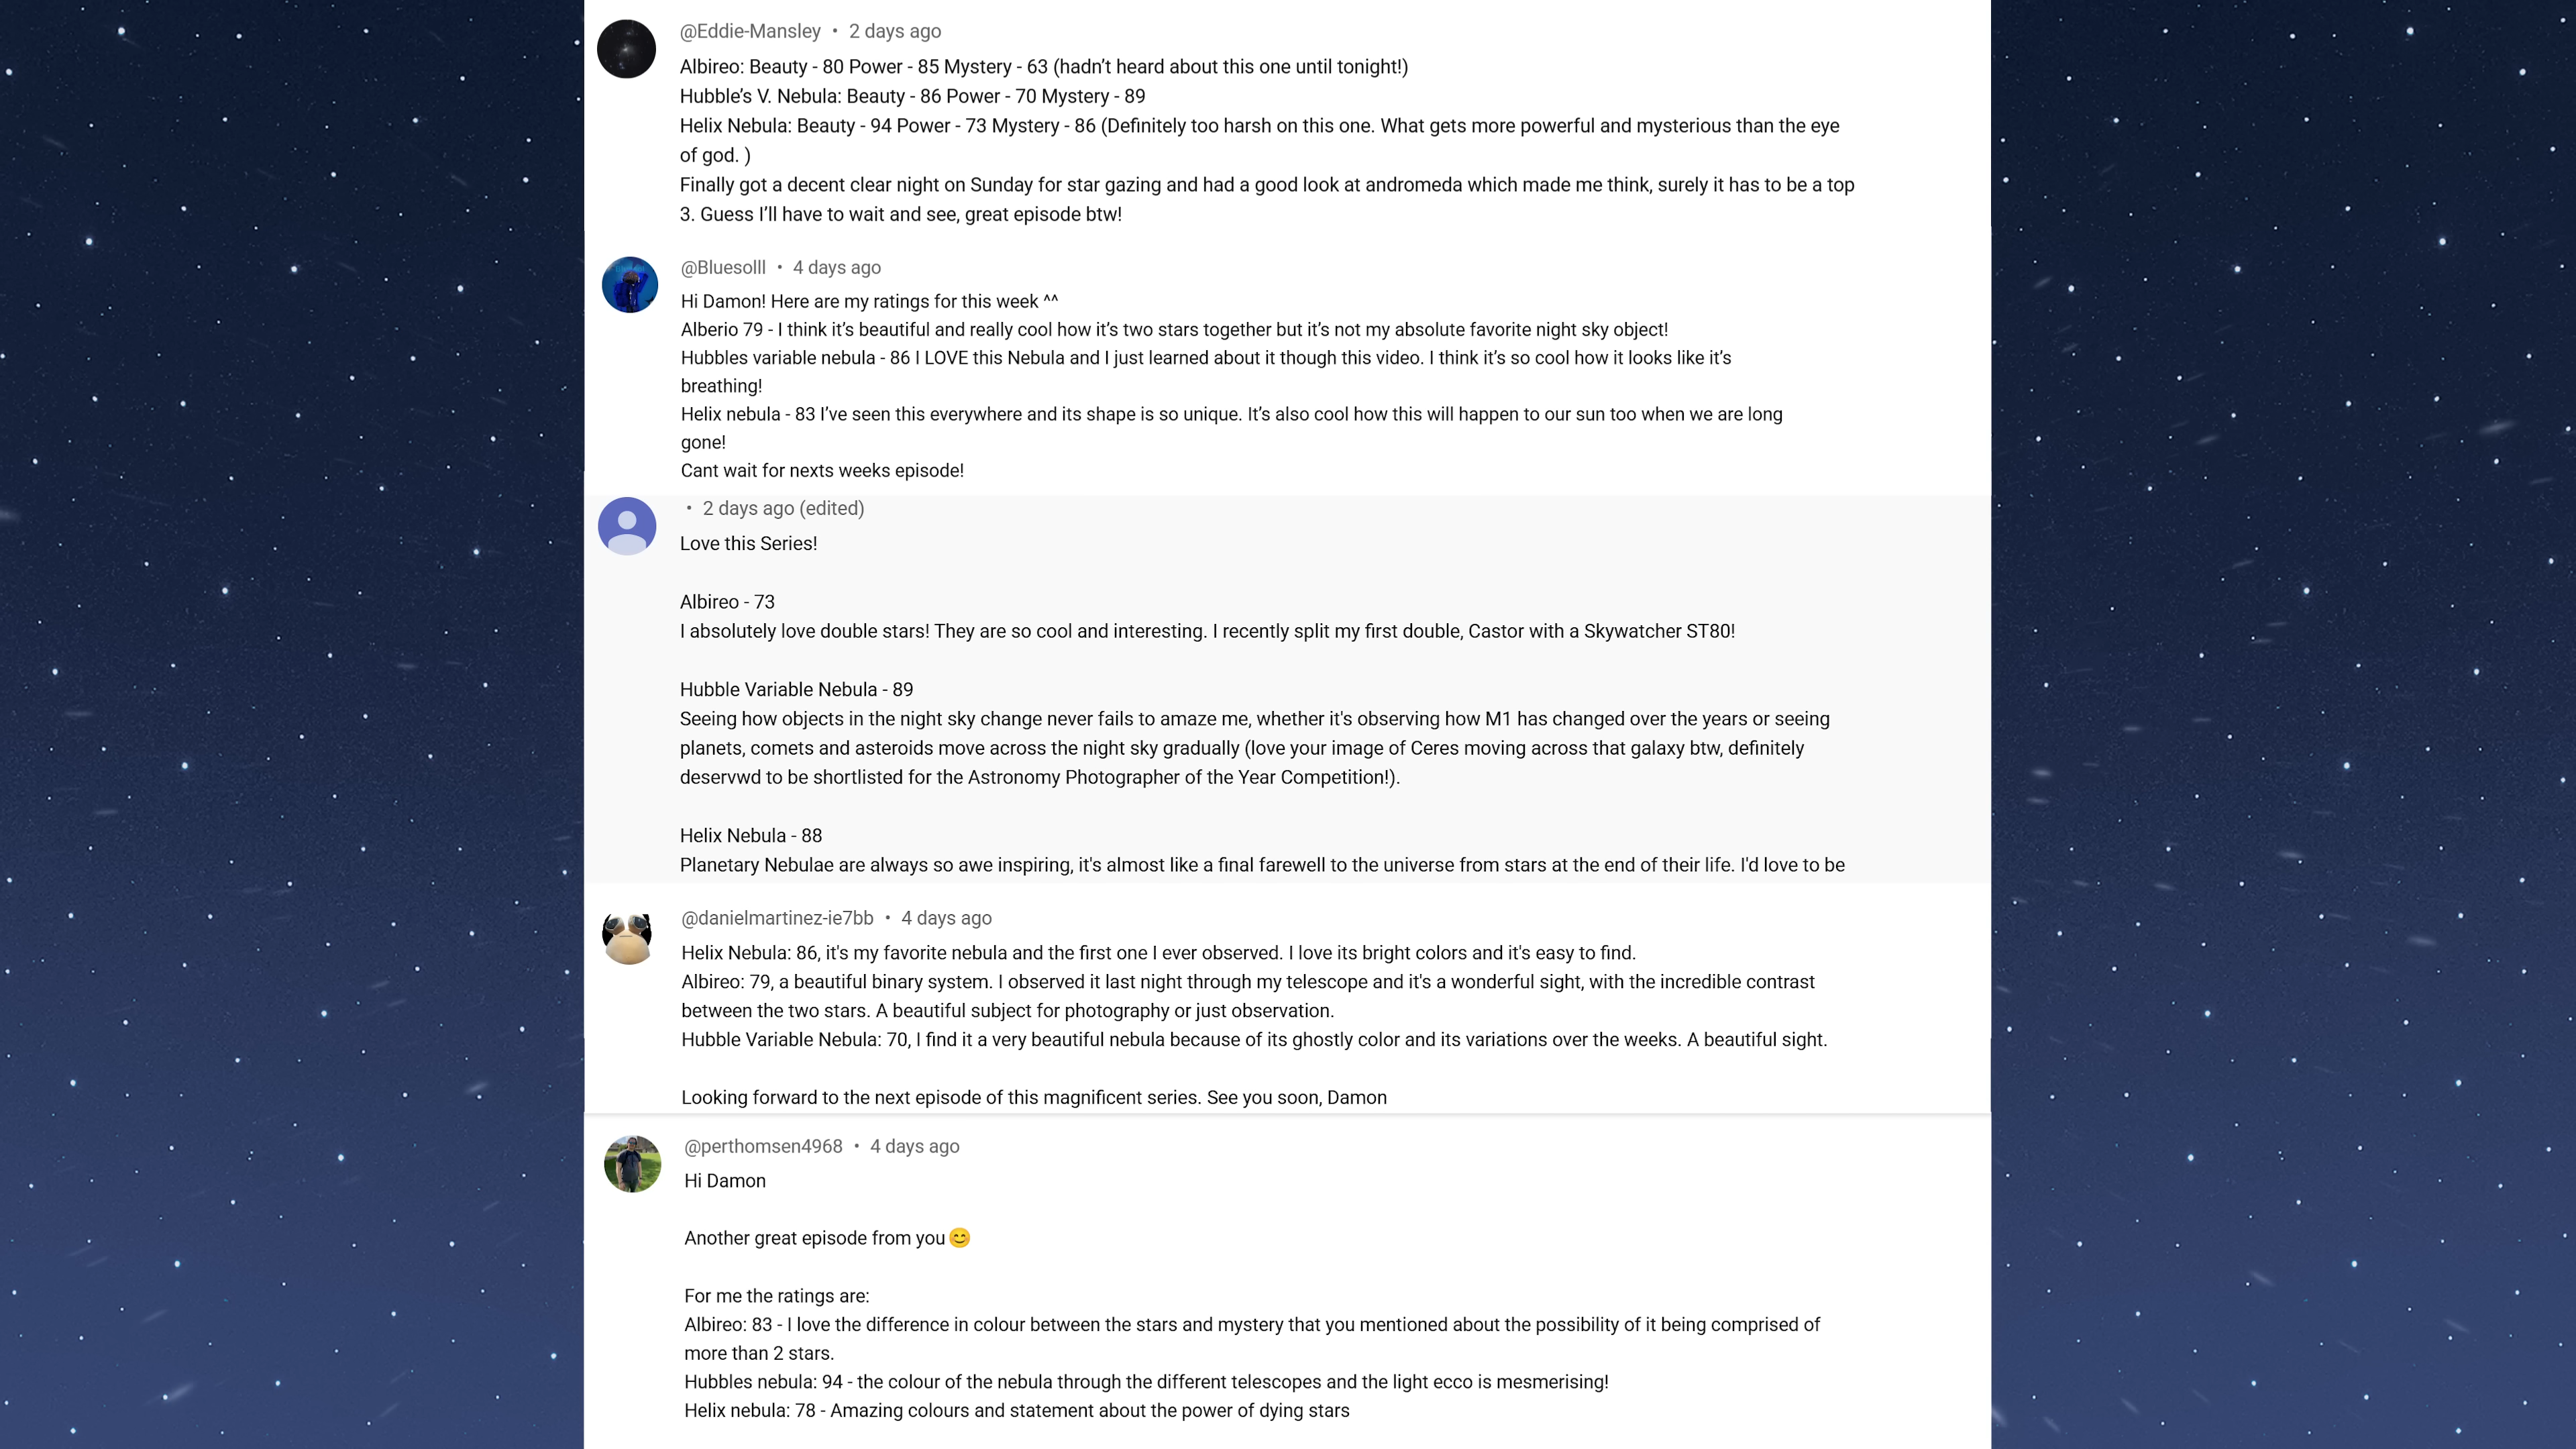 @Eddie-Mansley • 2 days ago
Albireo: Beauty - 80 Power - 85 Mystery - 63 (hadn’t heard about this one until tonight!)
Hubble’s V. Nebula: Beauty - 86 Power - 70 Mystery - 89
Helix Nebula: Beauty - 94 Power - 73 Mystery - 86 (Definitely too harsh on this one. What gets more powerful and mysterious than the eye
of god. )
Finally got a decent clear night on Sunday for star gazing and had a good look at andromeda which made me think, surely it has to be a top
3. Guess I’ll have to wait and see, great episode btw!
@Bluesolll • 4 days ago
Hi Damon! Here are my ratings for this week ^^
Alberio 79 - I think it’s beautiful and really cool how it’s two stars together but it’s not my absolute favorite night sky object!
Hubbles variable nebula - 86 I LOVE this Nebula and I just learned about it though this video. I think it’s so cool how it looks like it’s
breathing!
Helix nebula - 83 I’ve seen this everywhere and its shape is so unique. It’s also cool how this will happen to our sun too when we are long
gone!
Cant wait for nexts weeks episode!
• 2 days ago (edited)
Love this Series!
Albireo - 73
I absolutely love double stars! They are so cool and interesting. I recently split my first double, Castor with a Skywatcher ST80!
Hubble Variable Nebula - 89
Seeing how objects in the night sky change never fails to amaze me, whether it's observing how M1 has changed over the years or seeing
planets, comets and asteroids move across the night sky gradually (love your image of Ceres moving across that galaxy btw, definitely
deservwd to be shortlisted for the Astronomy Photographer of the Year Competition!).
Helix Nebula - 88
Planetary Nebulae are always so awe inspiring, it's almost like a final farewell to the universe from stars at the end of their life. I'd love to be
@danielmartinez-ie7bb • 4 days ago
Helix Nebula: 86, it's my favorite nebula and the first one I ever observed. I love its bright colors and it's easy to find.
Albireo: 79, a beautiful binary system. I observed it last night through my telescope and it's a wonderful sight, with the incredible contrast
between the two stars. A beautiful subject for photography or just observation.
Hubble Variable Nebula: 70, I find it a very beautiful nebula because of its ghostly color and its variations over the weeks. A beautiful sight.
Looking forward to the next episode of this magnificent series. See you soon, Damon
@perthomsen4968 • 4 days ago
Hi Damon
Another great episode from you😊
For me the ratings are:
Albireo: 83 - I love the difference in colour between the stars and mystery that you mentioned about the possibility of it being comprised of
more than 2 stars.
Hubbles nebula: 94 - the colour of the nebula through the different telescopes and the light ecco is mesmerising!
Helix nebula: 78 - Amazing colours and statement about the power of dying stars